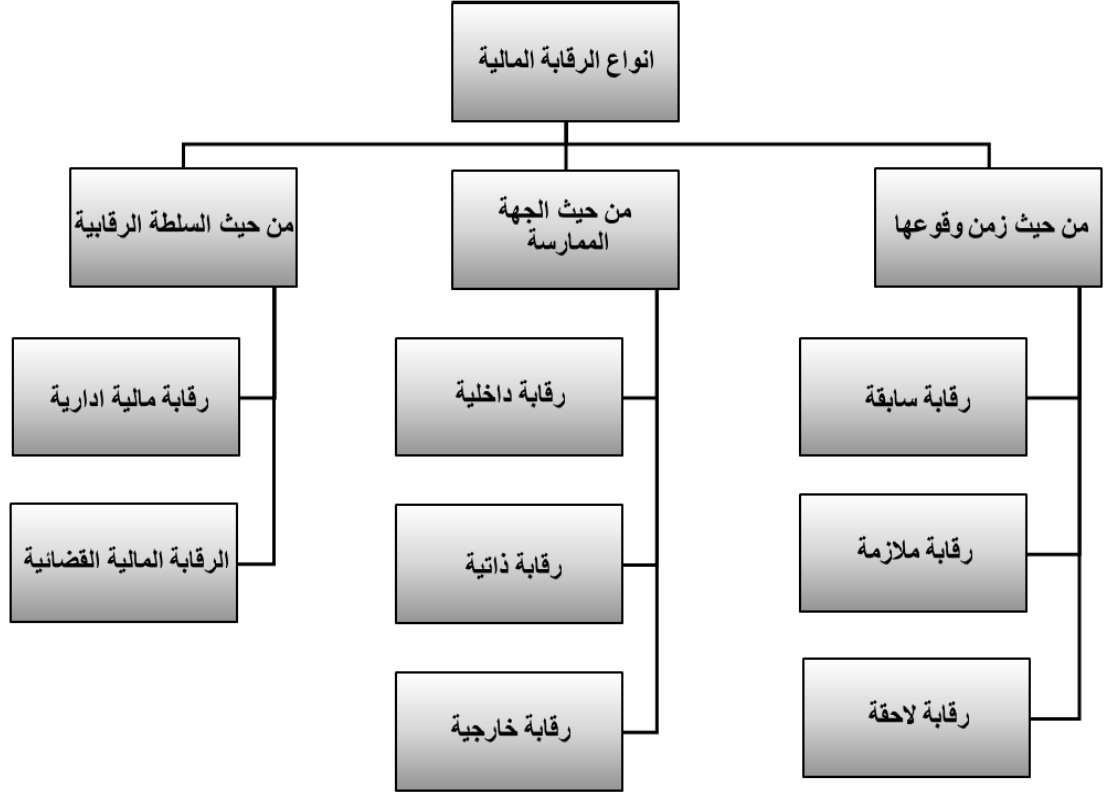 انواع الرقابة المالية
من حيث زمن وقوعها
رقابة سابقة
رقابة ملازمة
رقابة لاحقة
من حيث الجهة
الممارسة
رقابة داخلية
رقابة ذاتية
رقابة خارجية
من حيث السلطة الرقابية
رقابة مالية ادارية
الرقابة المالية القضائية